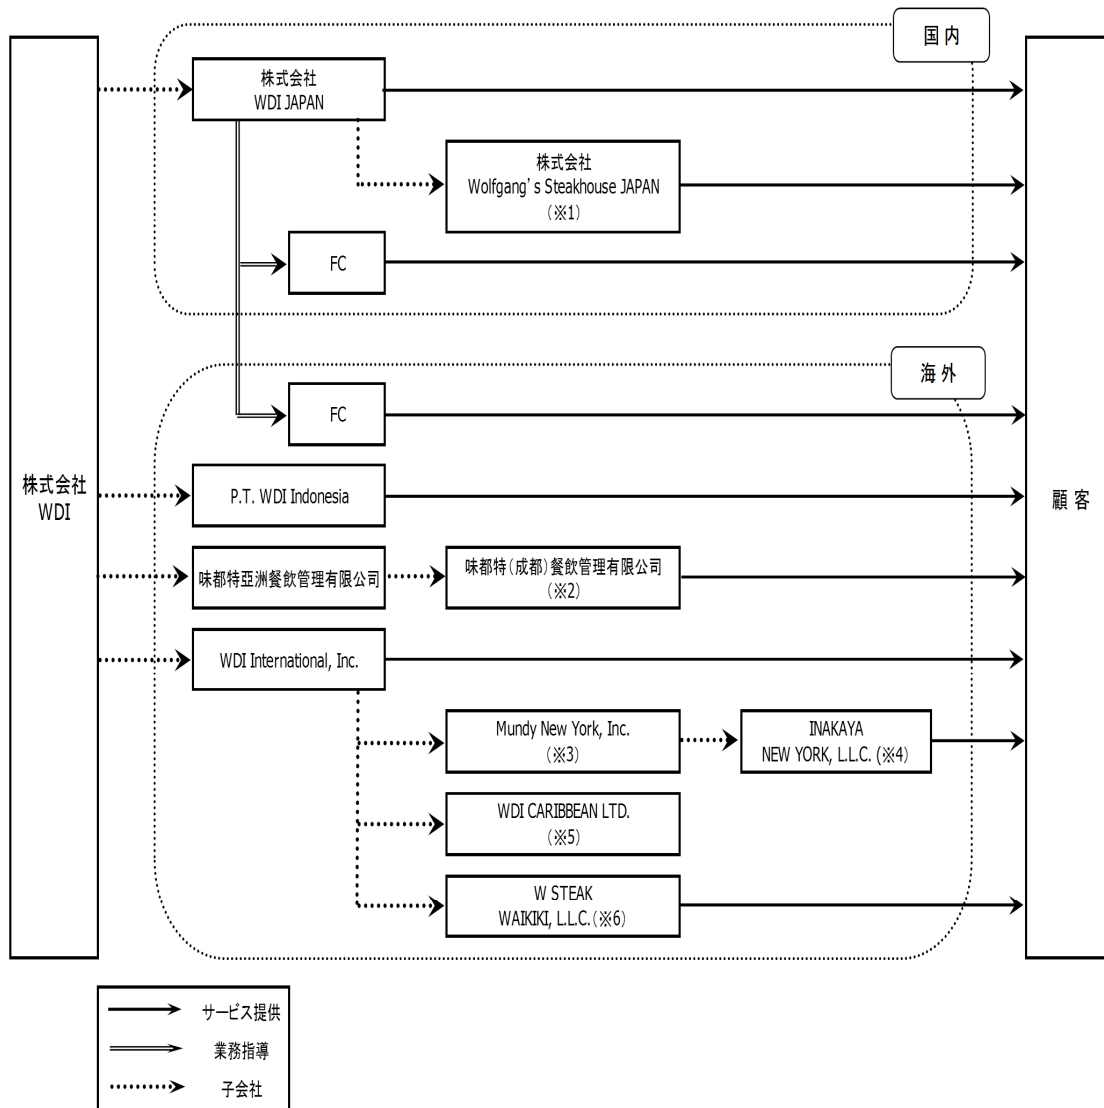 国内
株式会社
WDI JAPAN
株式会社
Wolfgang's Steakhouse JAPAN
(※1)
FC
海外
FC
株式会社
WDI
P.T. WDI Indonesia
顧客
味都特亞洲餐飲管理有限公司
味都特(成都)餐飲管理有限公司
(※2)
WDI International, Inc.
Mundy New York, Inc.
(※3)
INAKAYA
NEW YORK, L.L.C. (※4)
WDI CARIBBEAN LTD.
(※5)
W STEAK
WAIKIKI, L.L.C.(※6)
サービス提供
業務指導
子会社